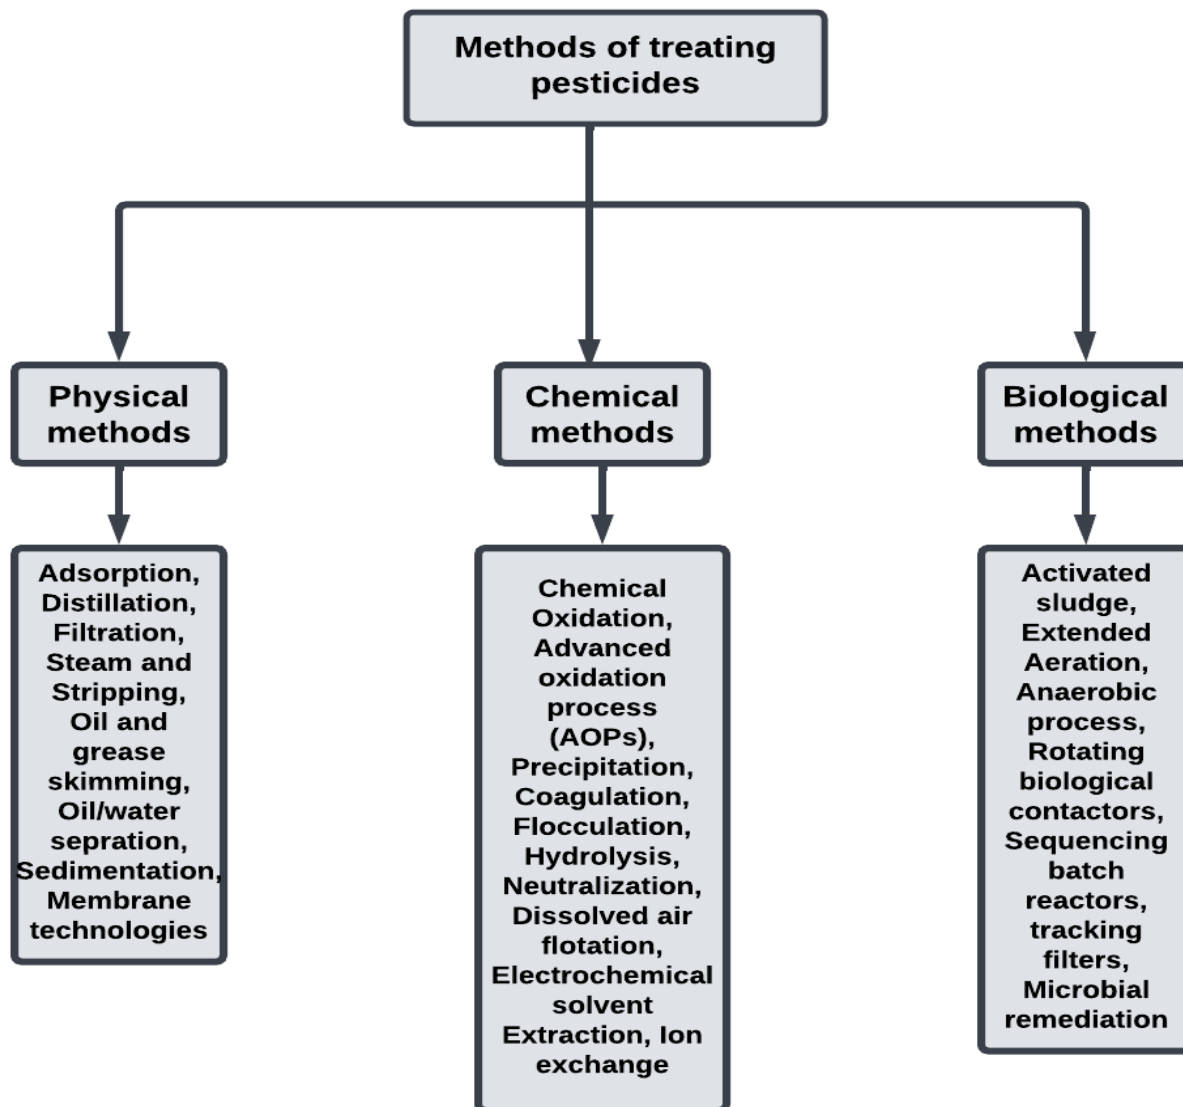 Methods of treating
pesticides
Physical
methods
Chemical
methods
Biological
methods
Adsorption,
Distillation,
Filtration,
Steam and
Stripping,
Oil and
grease
skimming,
Oil/water
sepration,
Sedimentation,
Membrane
technologies
Chemical
Oxidation,
Advanced
oxidation
process
(AOPs),
Precipitation,
Coagulation,
Flocculation,
Hydrolysis,
Neutralization,
Dissolved air
flotation,
Electrochemical
solvent
Extraction, Ion
exchange
Activated
sludge,
Extended
Aeration,
Anaerobic
process,
Rotating
biological
contactors,
Sequencing
batch
reactors,
tracking
filters,
Microbial
remediation